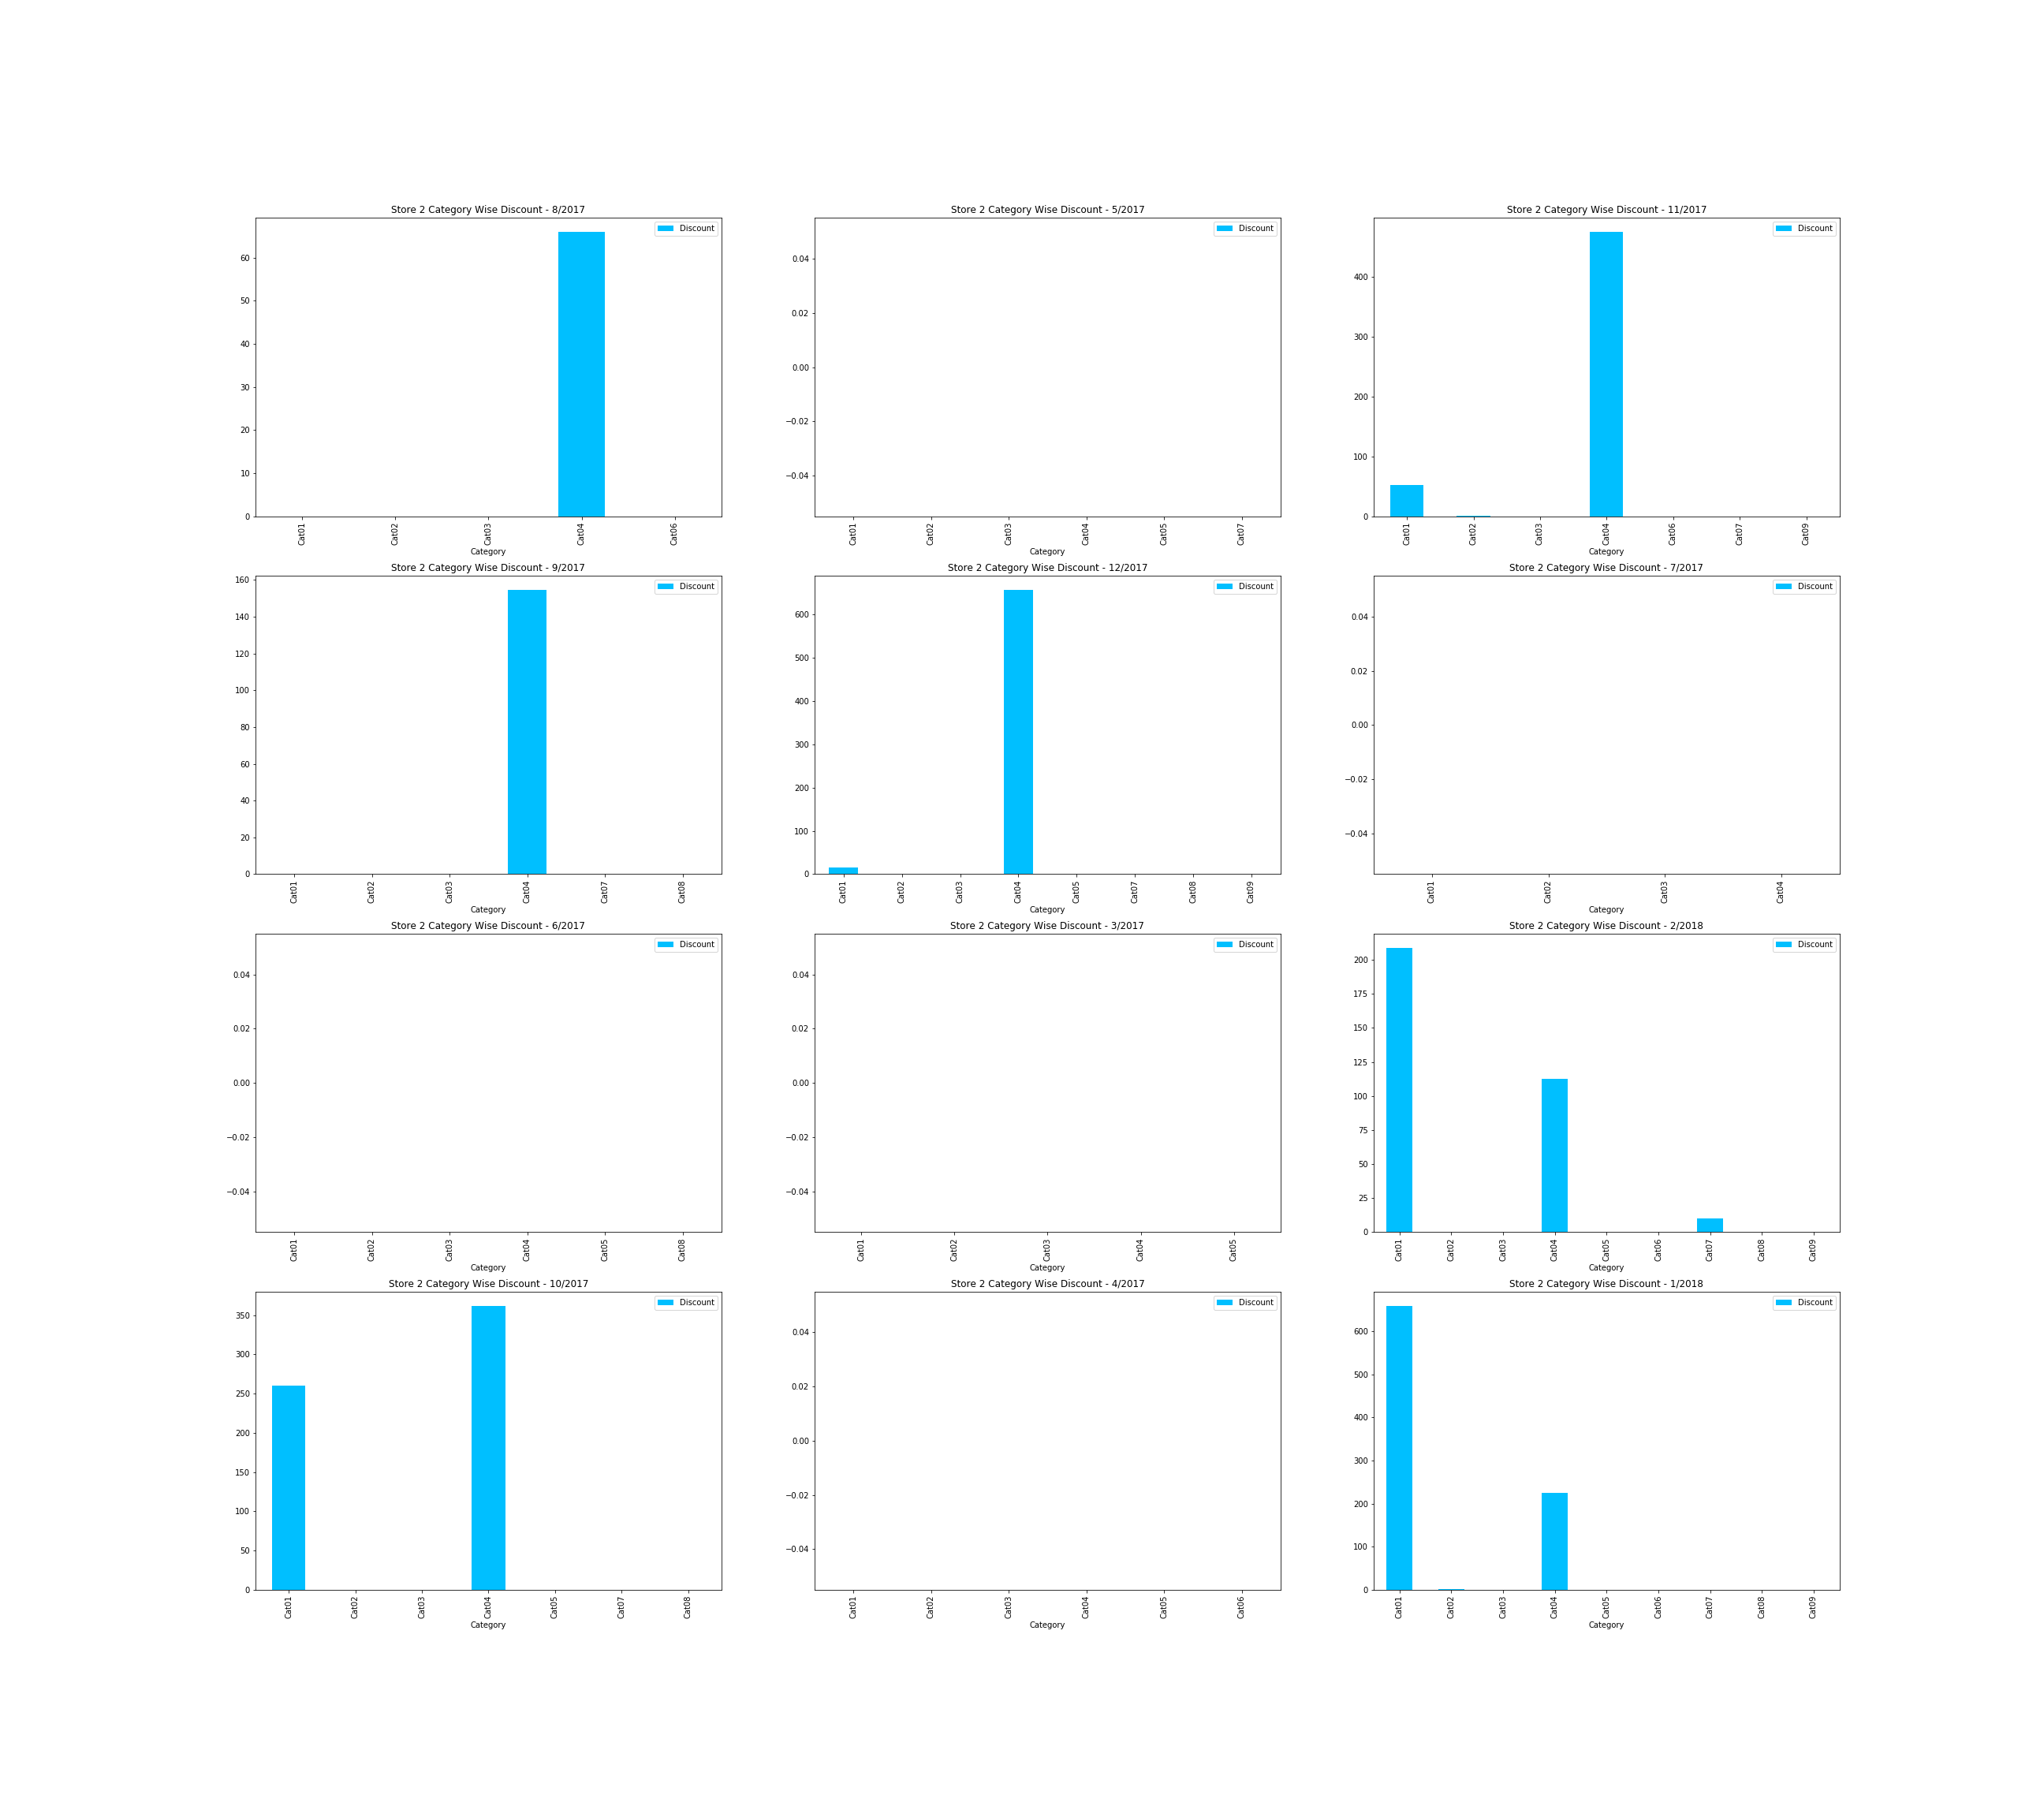 Store 2 Category Wise Discount - 8/2017
Discount
60
50
40
30
20
10
0
Cat01 Cat02 Cat03 Cat04 Cat06
Category
Store 2 Category Wise Discount - 5/2017
Discount
0.04
0.02
0.00
−0.02
−0.04
Cat01 Cat02 Cat03 Cat04 Cat05 Cat07
Category
Store 2 Category Wise Discount - 11/2017
Discount
400
300
200
100
0
Cat01 Cat02 Cat03 Cat04 Cat06 Cat07 Cat09
Category
Store 2 Category Wise Discount - 9/2017
Discount
160
140
120
100
80
60
40
20
0
Cat01 Cat02 Cat03 Cat04 Cat07 Cat08
Category
Store 2 Category Wise Discount - 12/2017
Discount
600
500
400
300
200
100
0
Cat01 Cat02 Cat03 Cat04 Cat05 Cat07 Cat08 Cat09
Category
Store 2 Category Wise Discount - 7/2017
Discount
0.04
0.02
0.00
−0.02
−0.04
Cat01 Cat02 Cat03 Cat04
Category
Store 2 Category Wise Discount - 6/2017
Discount
0.04
0.02
0.00
−0.02
−0.04
Cat01 Cat02 Cat03 Cat04 Cat05 Cat08
Category
Store 2 Category Wise Discount - 3/2017
Discount
0.04
0.02
0.00
−0.02
−0.04
Cat01 Cat02 Cat03 Cat04 Cat05
Category
Store 2 Category Wise Discount - 2/2018
Discount
200
175
150
125
100
75
50
25
0
Cat01 Cat02 Cat03 Cat04 Cat05 Cat06 Cat07 Cat08 Cat09
Category
Store 2 Category Wise Discount - 10/2017
Discount
350
300
250
200
150
100
50
0
Cat01 Cat02 Cat03 Cat04 Cat05 Cat07 Cat08
Category
Store 2 Category Wise Discount - 4/2017
Discount
0.04
0.02
0.00
−0.02
−0.04
Cat01 Cat02 Cat03 Cat04 Cat05 Cat06
Category
Store 2 Category Wise Discount - 1/2018
Discount
600
500
400
300
200
100
0
Cat01 Cat02 Cat03 Cat04 Cat05 Cat06 Cat07 Cat08 Cat09
Category